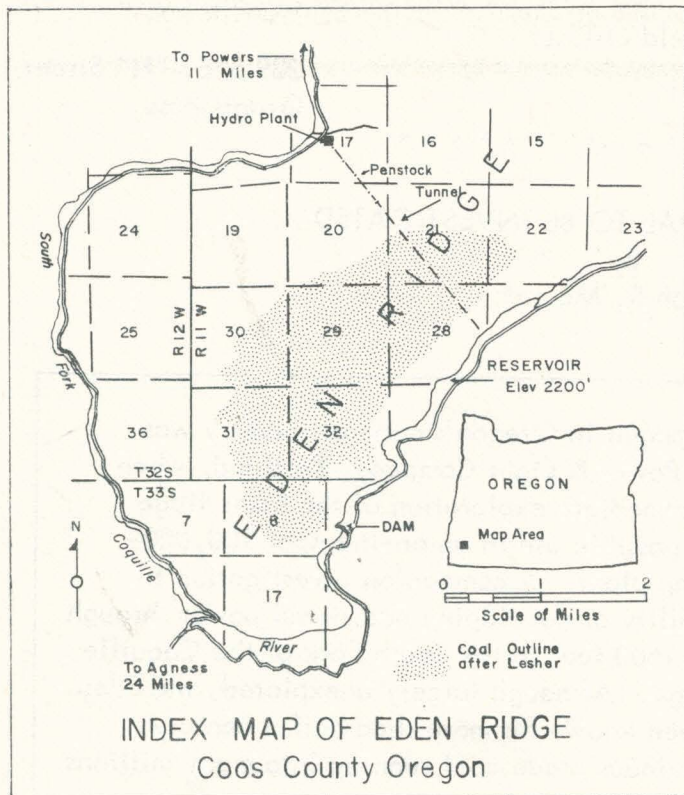 To Powers
11 Miles
Hydro Plant
17 16 15
Penstock
Tunnel
24 19 20 21 22 23
South
Fork
Coquille
River
R12W
R11W
25 30 29 28
EDEN RIDGE
RESERVOIR
Elev 2200'
36 31 32
T32S
T33S
7 8
DAM
17
N
To Agness
24 Miles
OREGON
Map Area
0 1 2
Scale of Miles
Coal Outline
after Lesher
INDEX MAP OF EDEN RIDGE
Coos County Oregon